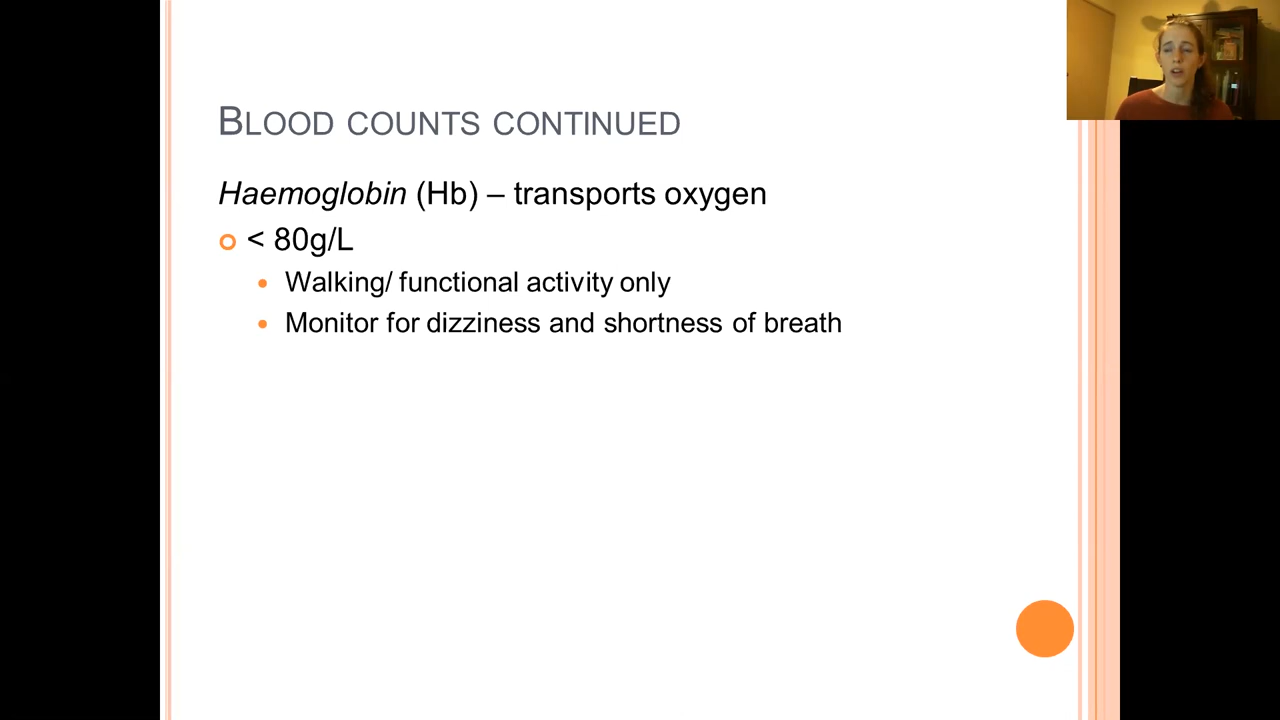 BLOOD COUNTS CONTINUED
Haemoglobin (Hb) – transports oxygen
< 80g/L
Walking/ functional activity only
Monitor for dizziness and shortness of breath